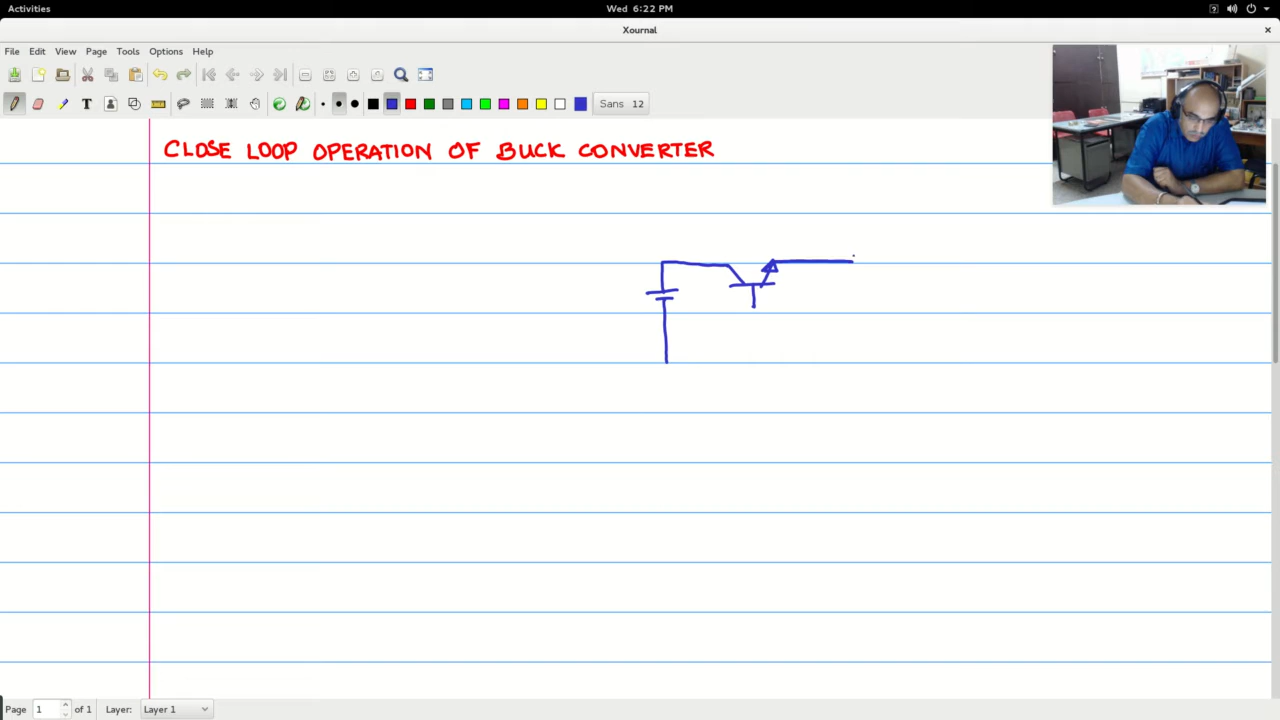 Activities
Wed 6:22 PM
Xournal
File Edit View Page Tools Options Help
Sans 12
CLOSE LOOP OPERATION OF BUCK CONVERTER
Page 1 of 1 Layer: Layer 1